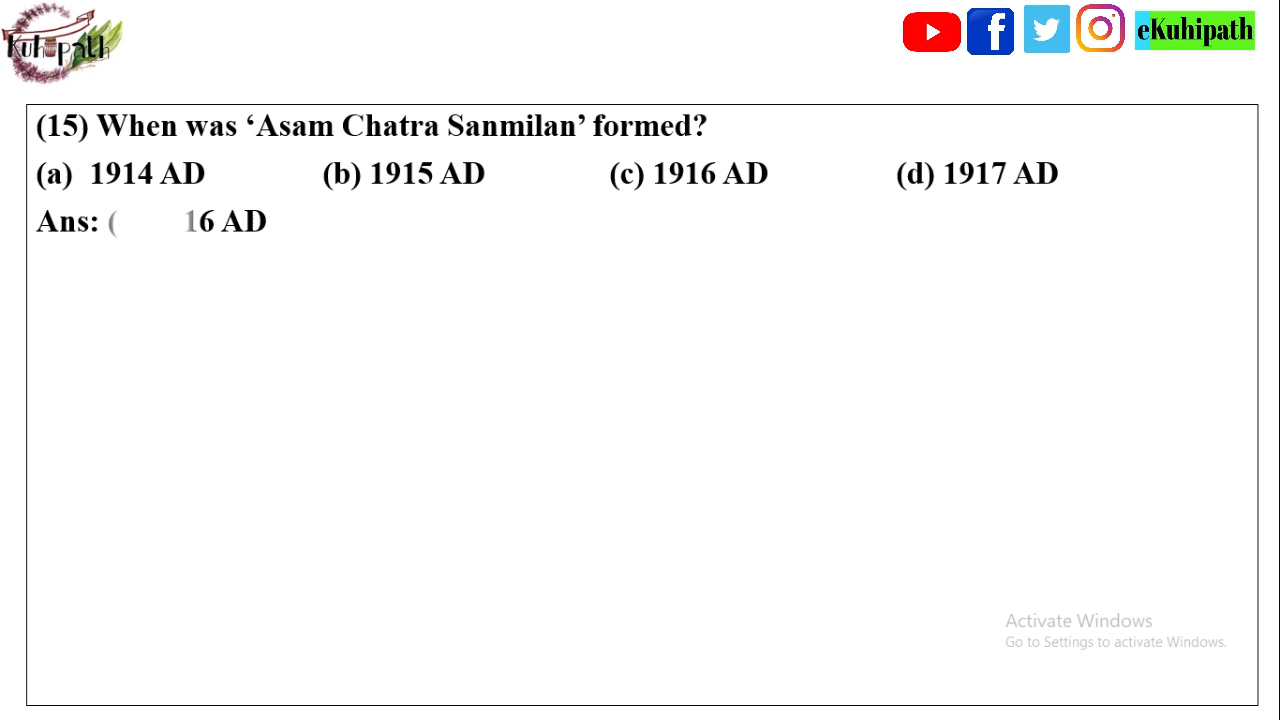 Kuhipath
eKuhipath
(15) When was ‘Asam Chatra Sanmilan’ formed?
(a) 1914 AD (b) 1915 AD (c) 1916 AD (d) 1917 AD
Ans: ( 16 AD
Activate Windows
Go to Settings to activate Windows.